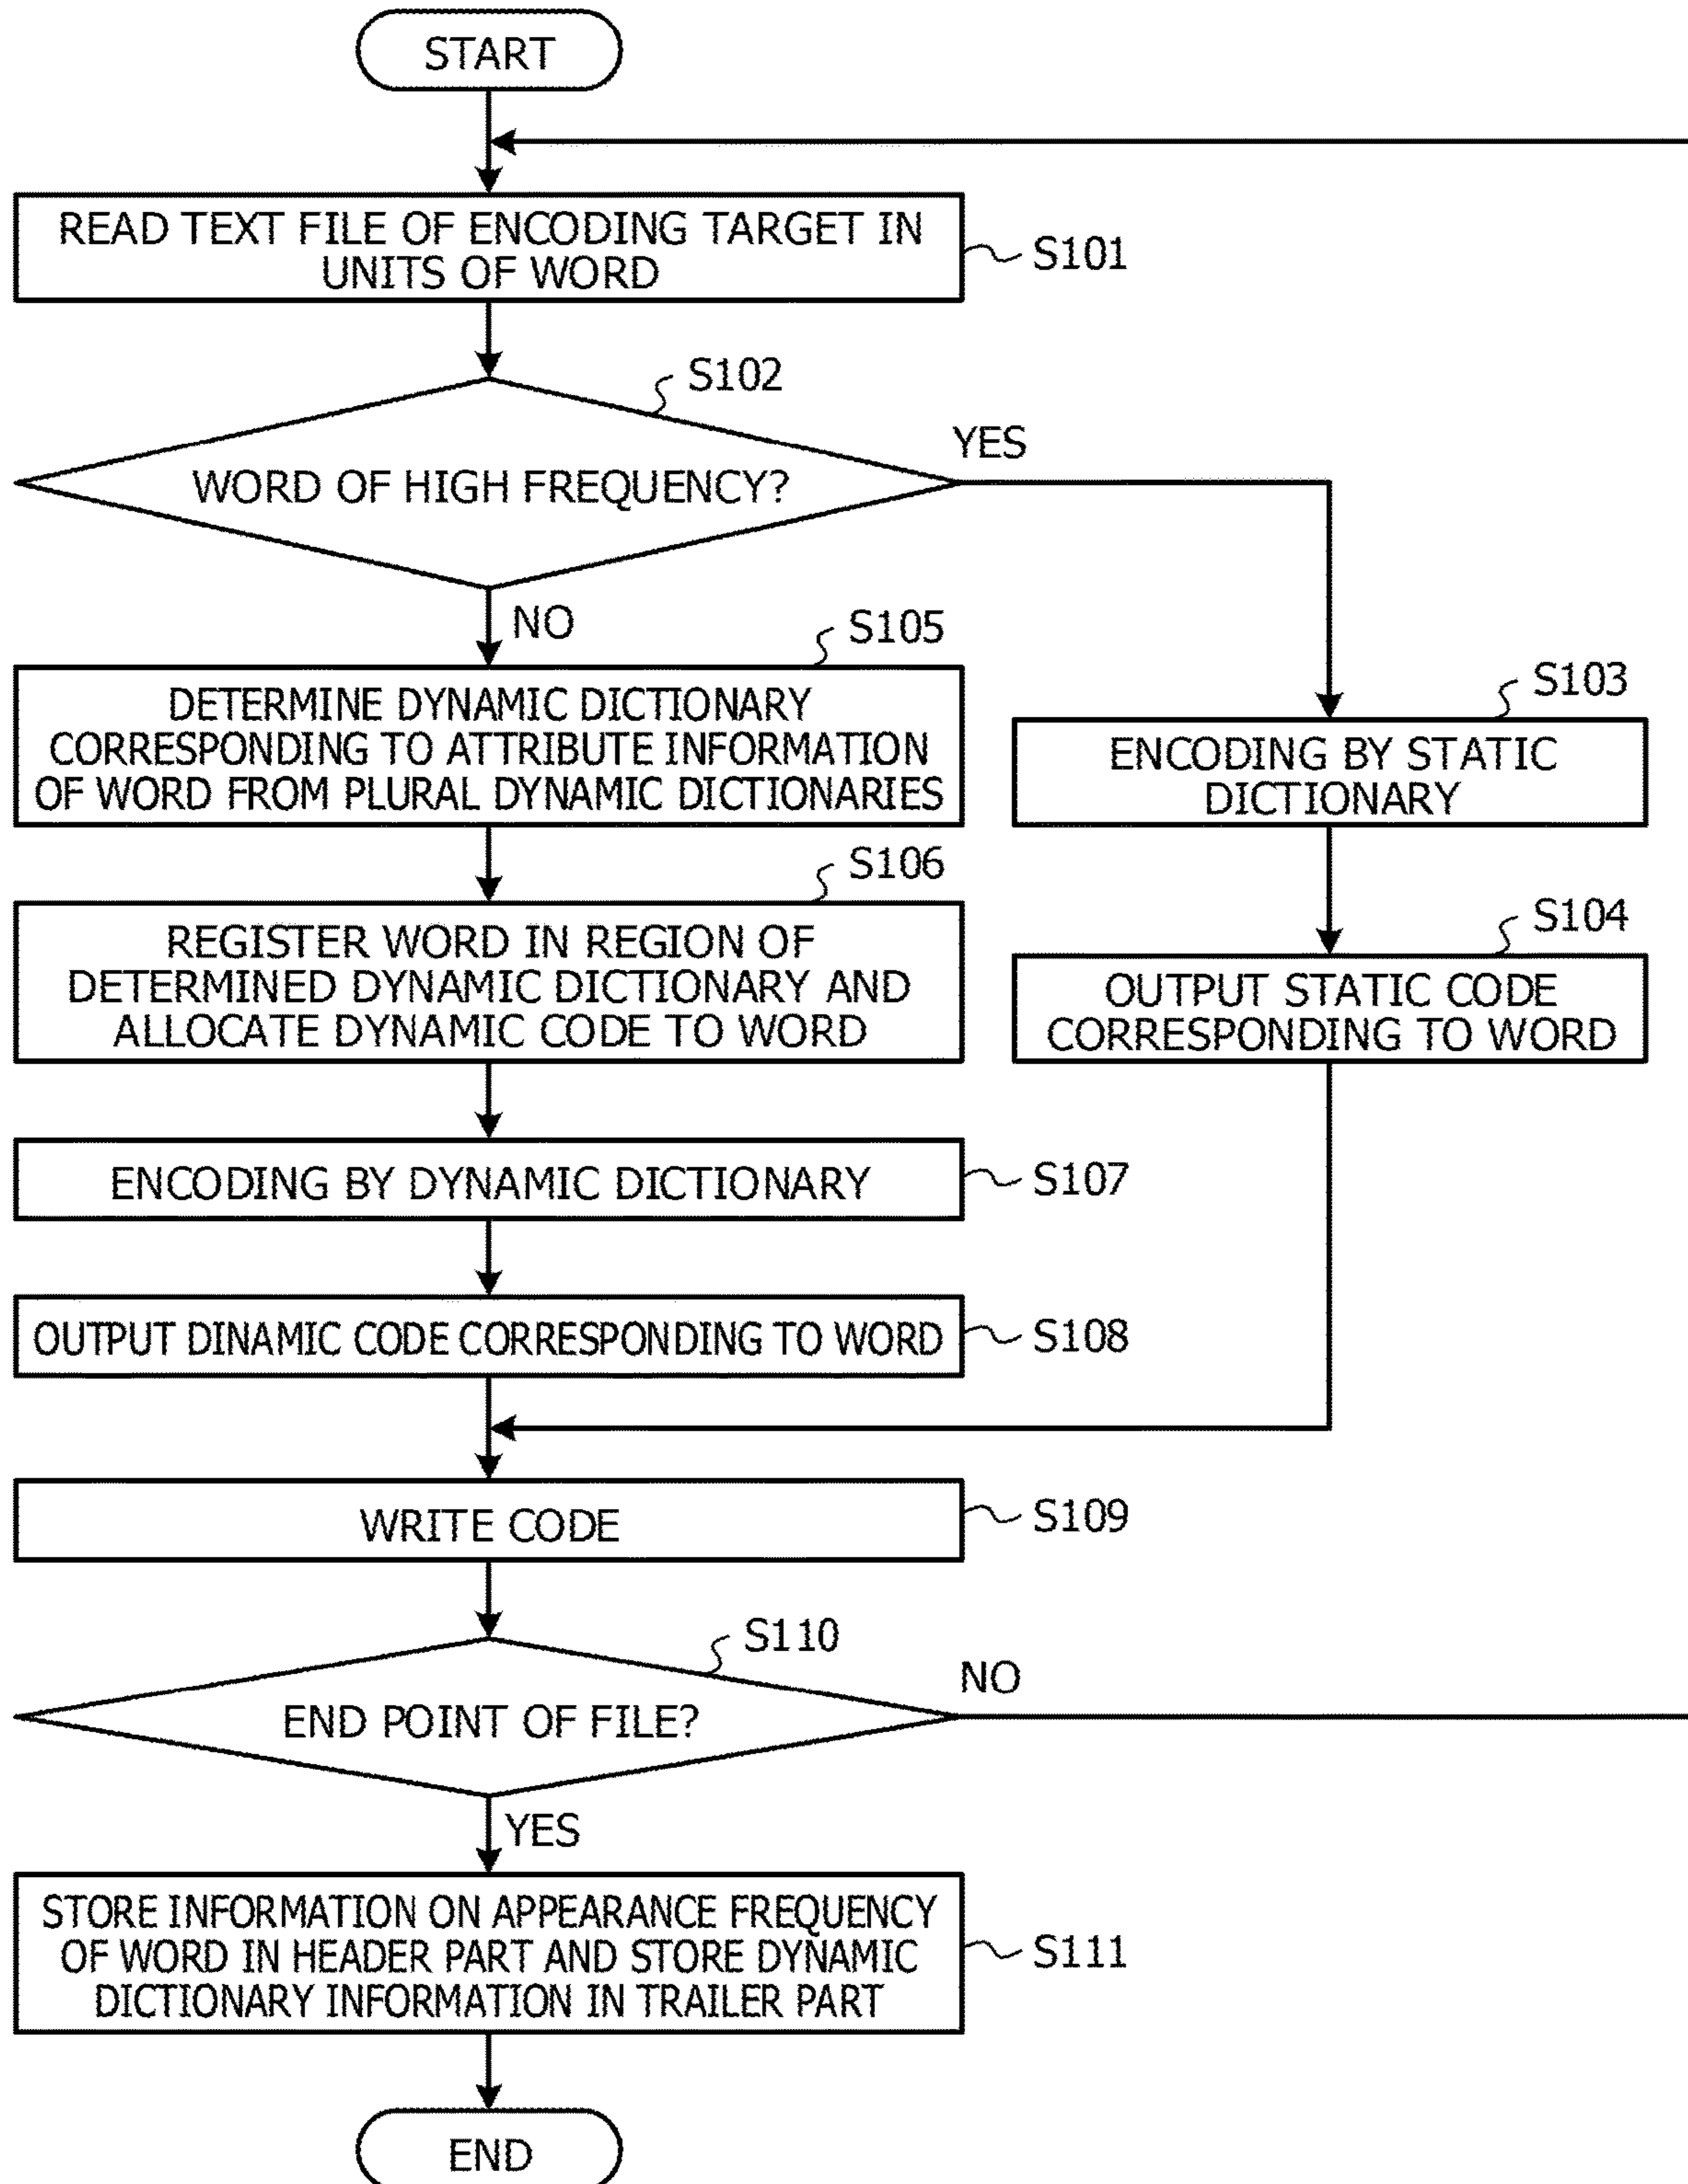 START
READ TEXT FILE OF ENCODING TARGET IN
UNITS OF WORD
S101
S102
WORD OF HIGH FREQUENCY?
YES
NO
S105
DETERMINE DYNAMIC DICTIONARY
CORRESPONDING TO ATTRIBUTE INFORMATION
OF WORD FROM PLURAL DYNAMIC DICTIONARIES
S103
ENCODING BY STATIC
DICTIONARY
S106
REGISTER WORD IN REGION OF
DETERMINED DYNAMIC DICTIONARY AND
ALLOCATE DYNAMIC CODE TO WORD
S104
OUTPUT STATIC CODE
CORRESPONDING TO WORD
ENCODING BY DYNAMIC DICTIONARY
S107
OUTPUT DINAMIC CODE CORRESPONDING TO WORD
S108
WRITE CODE
S109
S110
END POINT OF FILE?
NO
YES
STORE INFORMATION ON APPEARANCE FREQUENCY
OF WORD IN HEADER PART AND STORE DYNAMIC
DICTIONARY INFORMATION IN TRAILER PART
S111
END